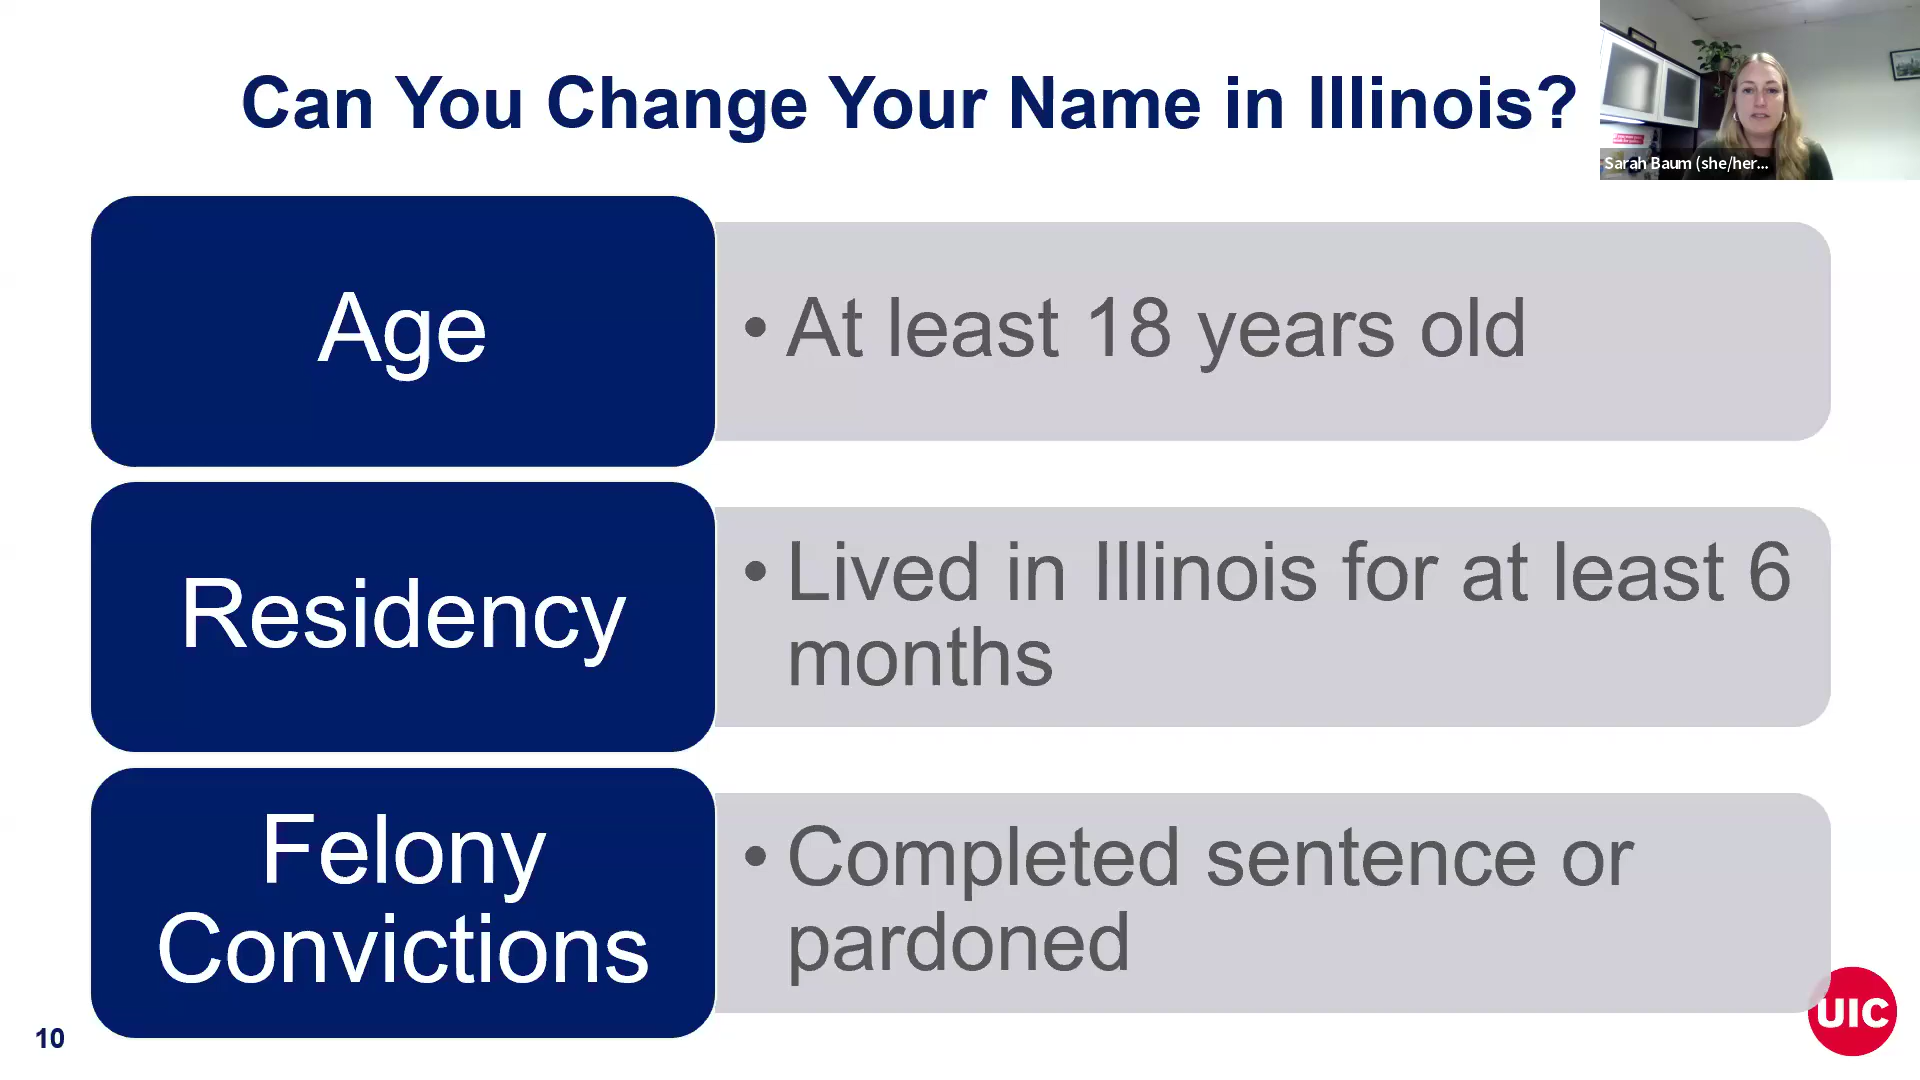 Can You Change Your Name in Illinois?
Sarah Baum (she/her...
Age
• At least 18 years old
Residency
• Lived in Illinois for at least 6
months
Felony
Convictions
• Completed sentence or
pardoned
10
UIC